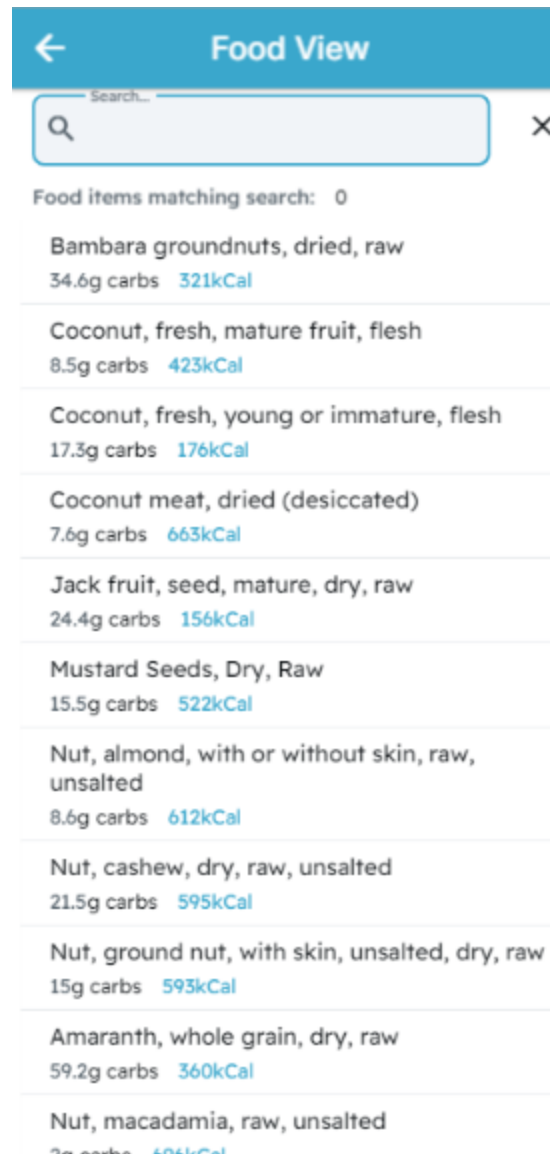 Food View
Search...
Food items matching search: 0
Bambara groundnuts, dried, raw
34.6g carbs 321kCal
Coconut, fresh, mature fruit, flesh
8.5g carbs 423kCal
Coconut, fresh, young or immature, flesh
17.3g carbs 176kCal
Coconut meat, dried (desiccated)
7.6g carbs 663kCal
Jack fruit, seed, mature, dry, raw
24.4g carbs 156kCal
Mustard Seeds, Dry, Raw
15.5g carbs 522kCal
Nut, almond, with or without skin, raw,
unsalted
8.6g carbs 612kCal
Nut, cashew, dry, raw, unsalted
21.5g carbs 595kCal
Nut, ground nut, with skin, unsalted, dry, raw
15g carbs 593kCal
Amaranth, whole grain, dry, raw
59.2g carbs 360kCal
Nut, macadamia, raw, unsalted
carbs